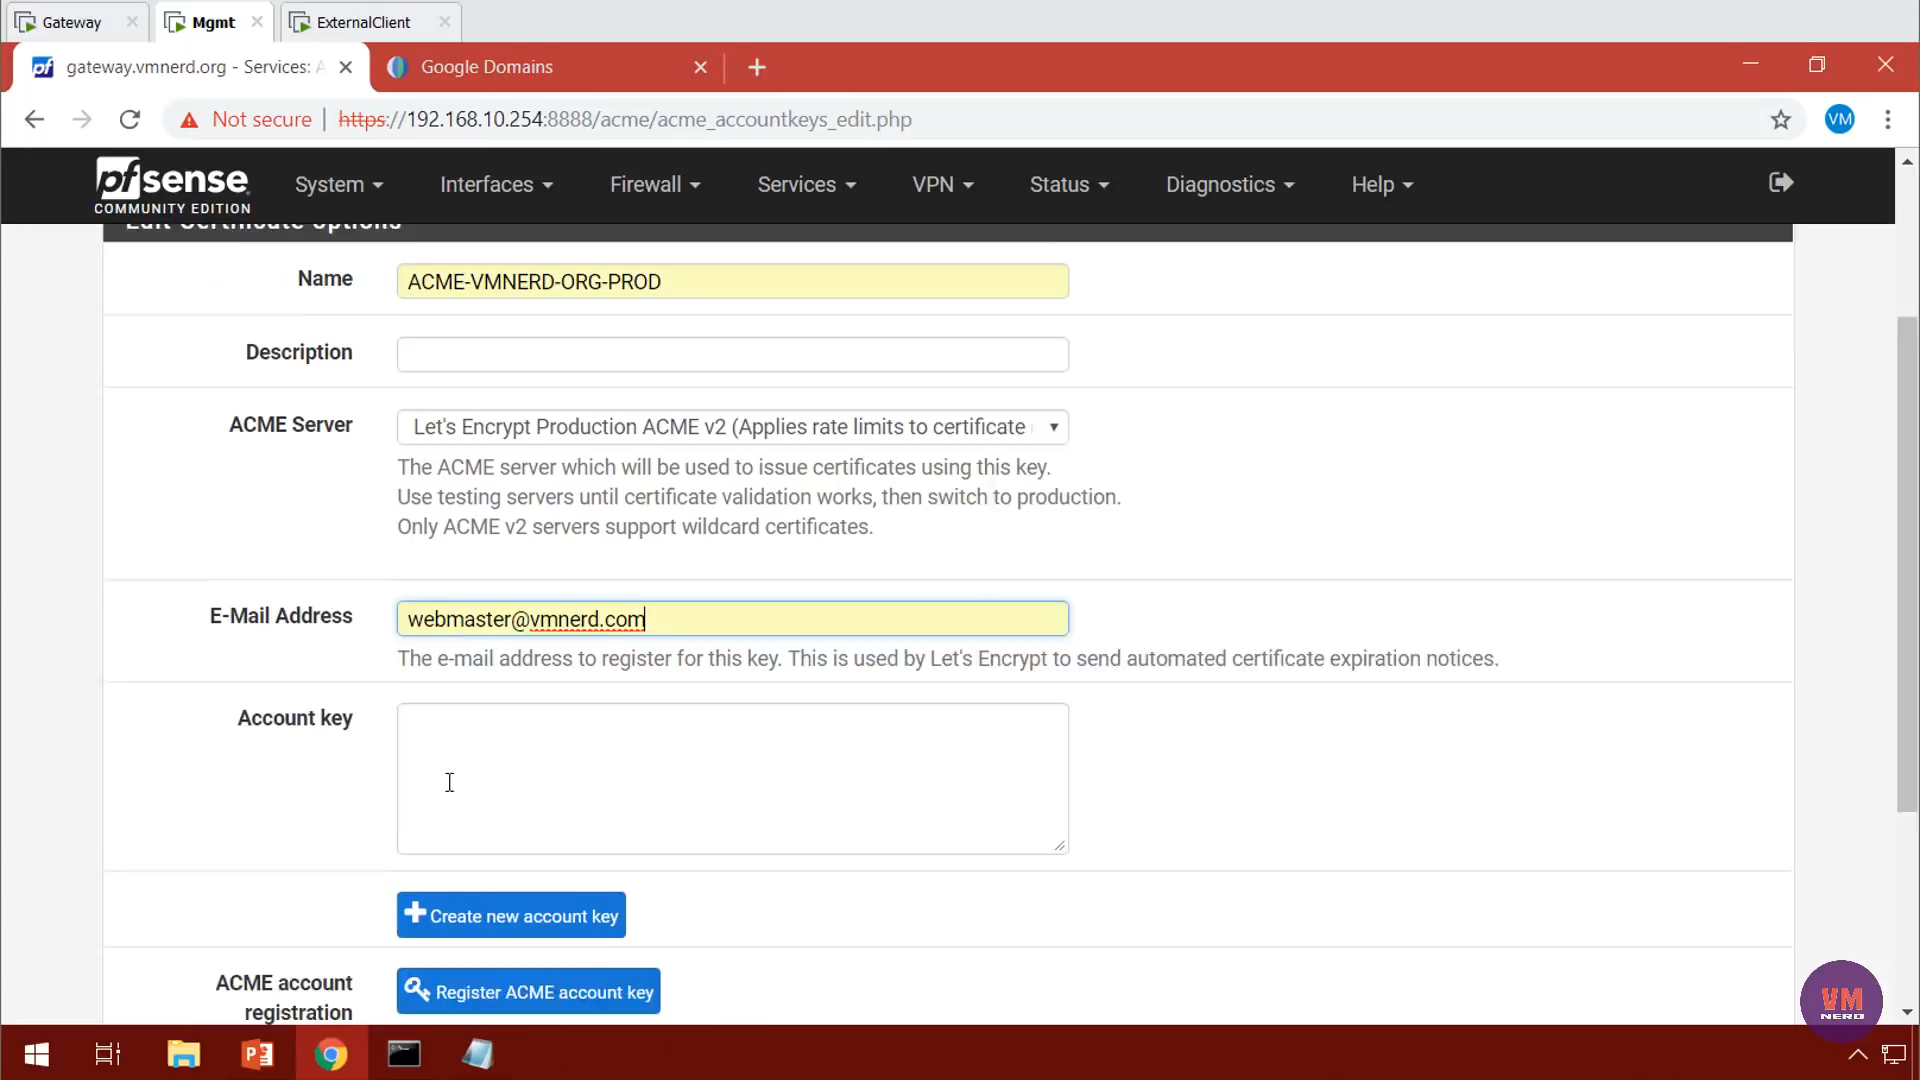 Gateway
Mgmt
ExternalClient
pf gateway.vmnerd.org - Services: A
Google Domains
Not secure | https://192.168.10.254:8888/acme/acme_accountkeys_edit.php
VM
pfsense
COMMUNITY EDITION
System
Interfaces
Firewall
Services
VPN
Status
Diagnostics
Help
Edit Certificate options
Name
ACME-VMNERD-ORG-PROD
Description
ACME Server
Let's Encrypt Production ACME v2 (Applies rate limits to certificate
The ACME server which will be used to issue certificates using this key.
Use testing servers until certificate validation works, then switch to production.
Only ACME v2 servers support wildcard certificates.
E-Mail Address
webmaster@vmnerd.com
The e-mail address to register for this key. This is used by Let's Encrypt to send automated certificate expiration notices.
Account key
Create new account key
ACME account
registration
Register ACME account key
VM
NERD